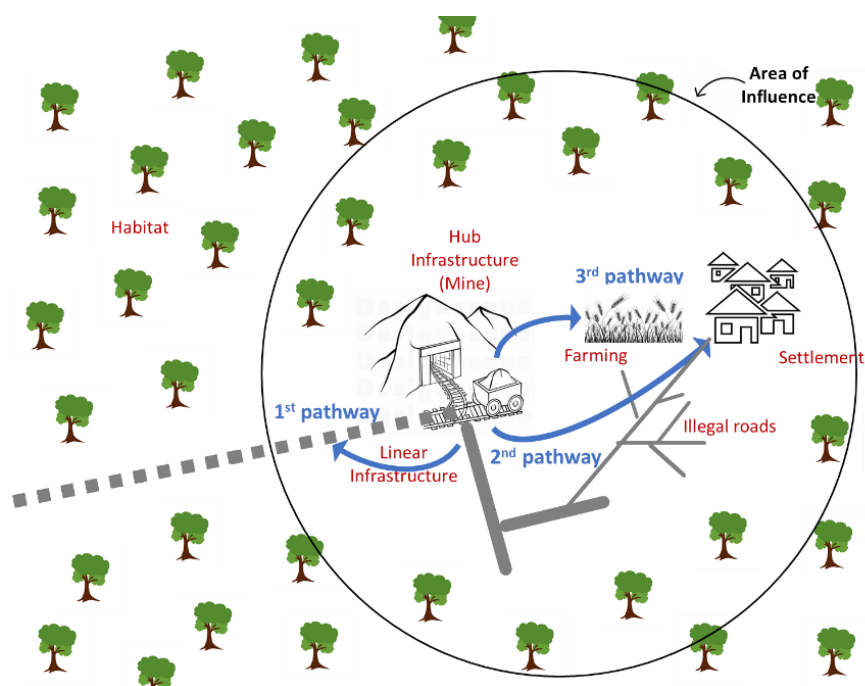 Area of
Influence
Habitat
Hub
Infrastructure
(Mine)
3rd pathway
Farming
Settlement
1st pathway
Linear
Infrastructure
2nd pathway
Illegal roads